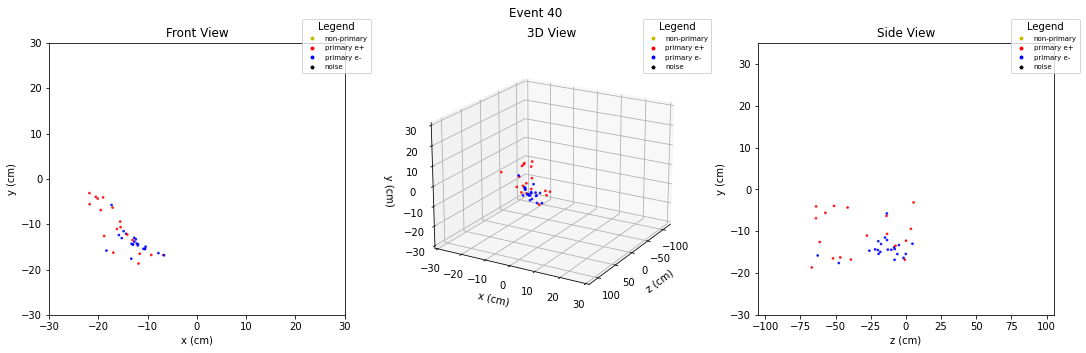 Event 40
Front View
Legend
non-primary
primary e+
primary e-
noise
30
20
10
0
−10
−20
−30
y (cm)
−30
−20
−10
0
10
20
30
x (cm)
3D View
Legend
non-primary
primary e+
primary e-
noise
30
20
10
0
−10
−20
−30
y (cm)
−30
−20
−10
0
10
20
30
x (cm)
−100
−50
0
50
100
z (cm)
Side View
Legend
non-primary
primary e+
primary e-
noise
30
20
10
0
−10
−20
−30
y (cm)
−100
−75
−50
−25
0
25
50
75
100
z (cm)